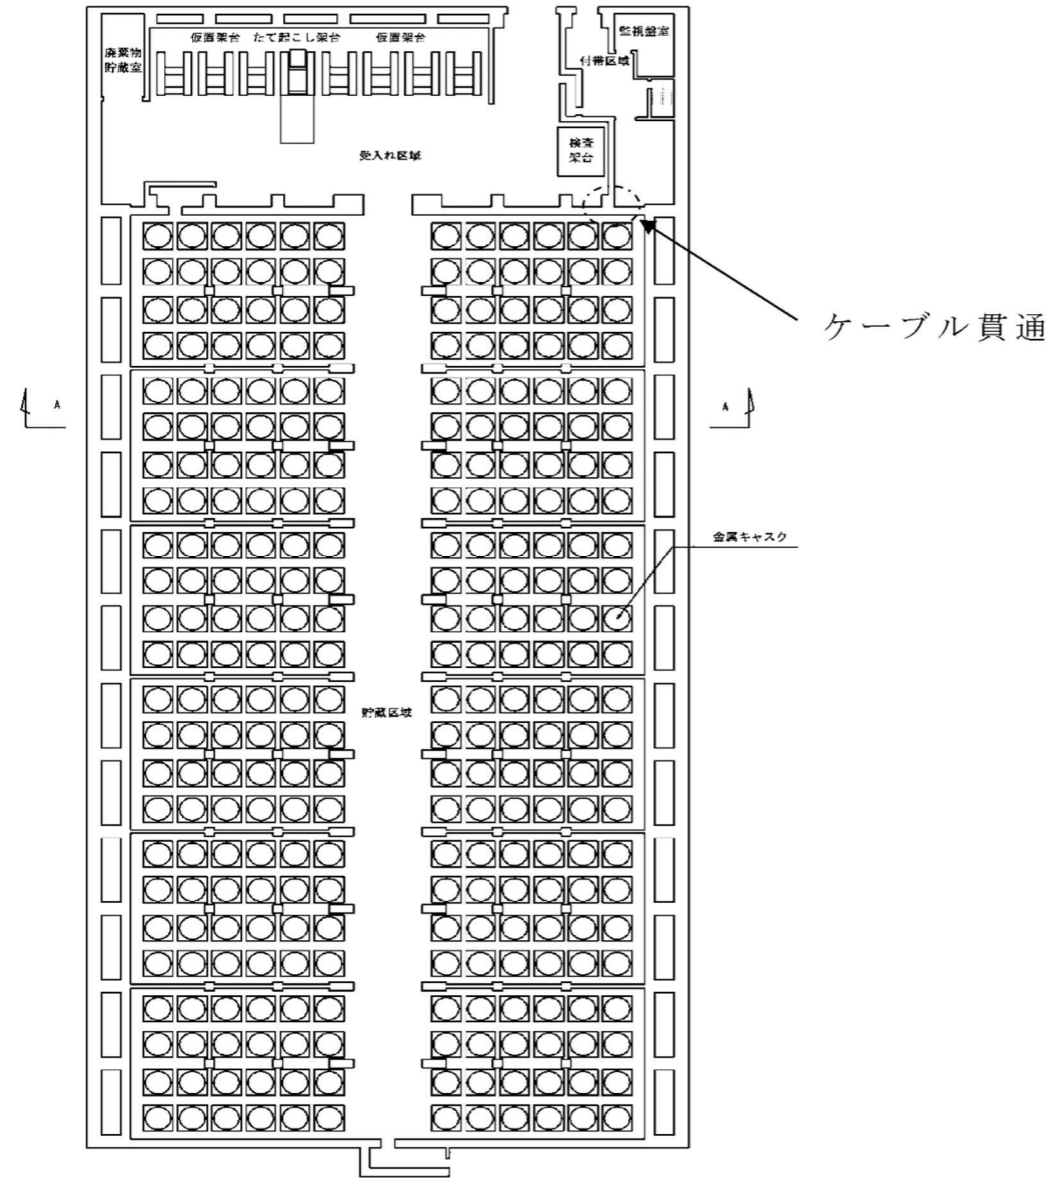 監視盤室
仮置架台 たて起こし架台 仮置架台
廃棄物
貯蔵室
付帯区域
検査
架台
受入れ区域
ケーブル貫通
A
A
金属キャスク
貯蔵区域